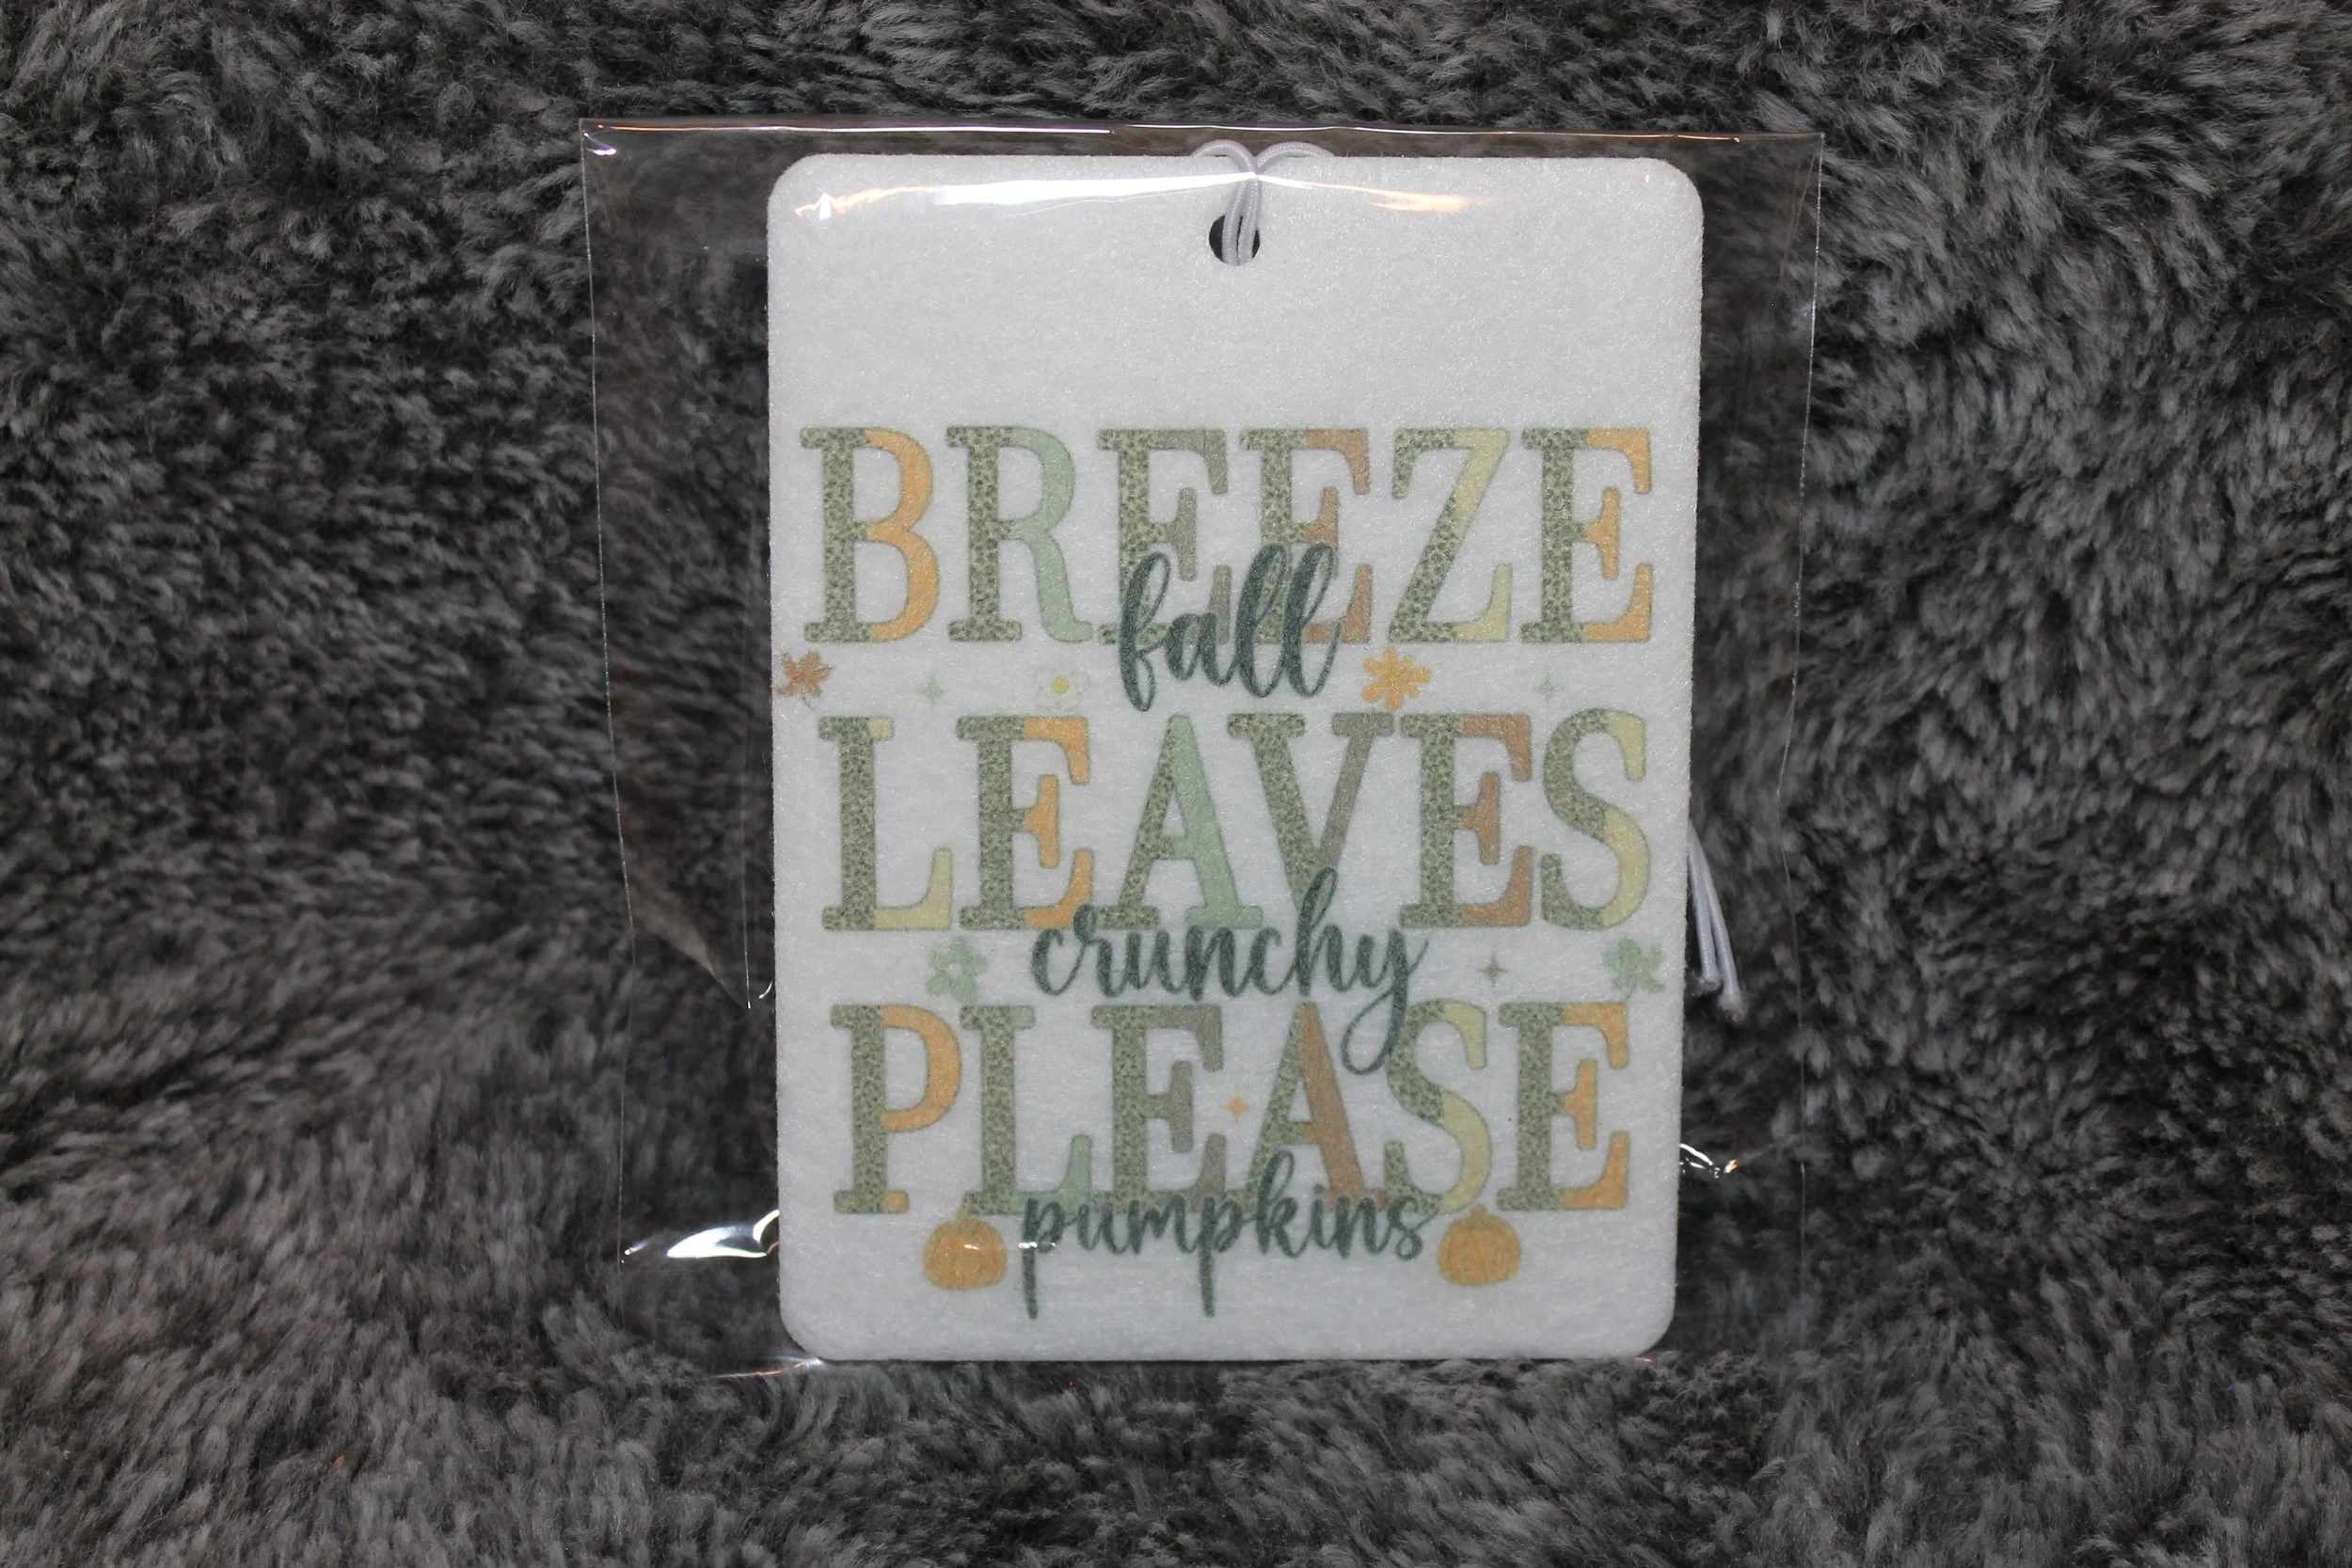 BREEZE
fall
LEAVES
crunchy
PLEASE
pumpkins